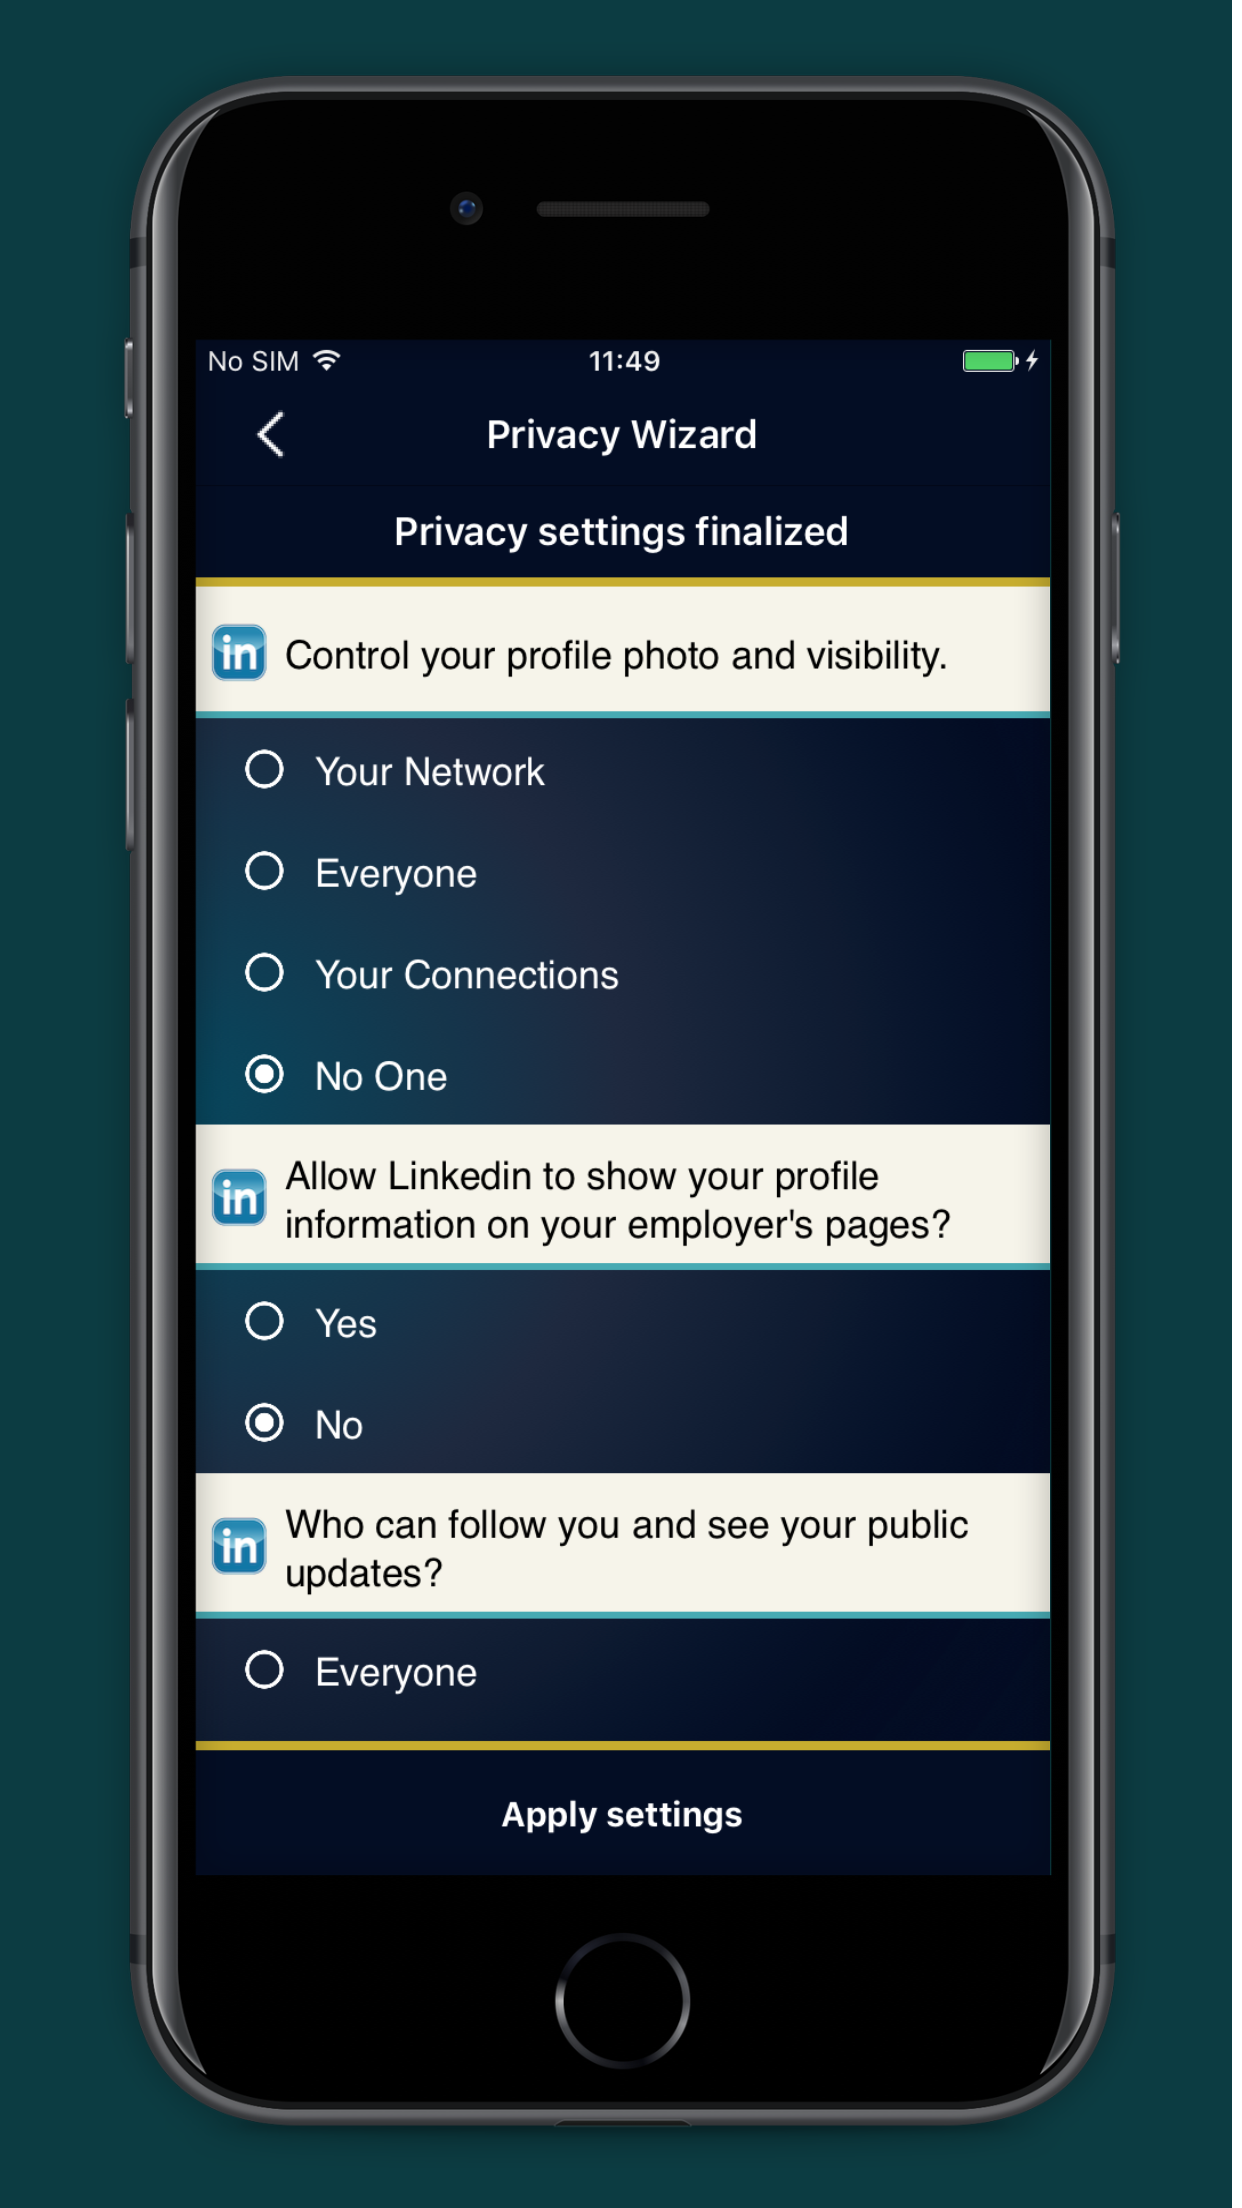 No SIM 11:49
Privacy Wizard
Privacy settings finalized
in Control your profile photo and visibility.
Your Network
Everyone
Your Connections
No One
in Allow Linkedin to show your profile
information on your employer's pages?
Yes
No
in Who can follow you and see your public
updates?
Everyone
Apply settings